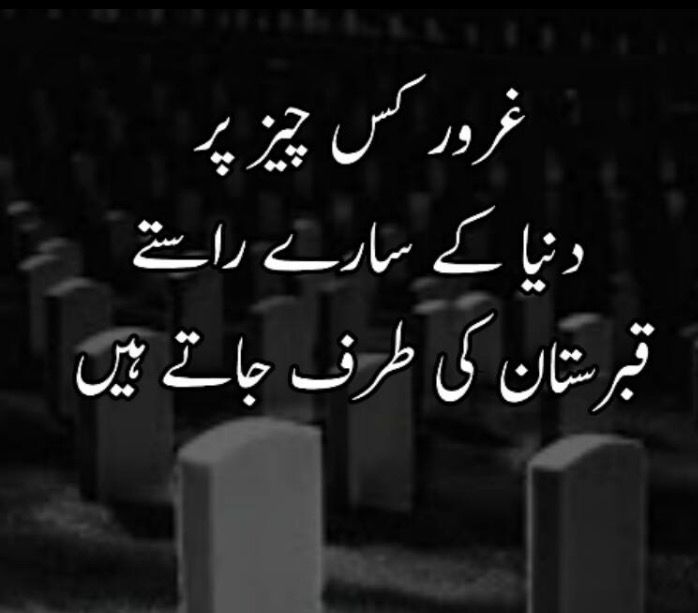 غرور کس چیز پر
دنیا کے سارے راستے
قبرستان کی طرف جاتے ہیں